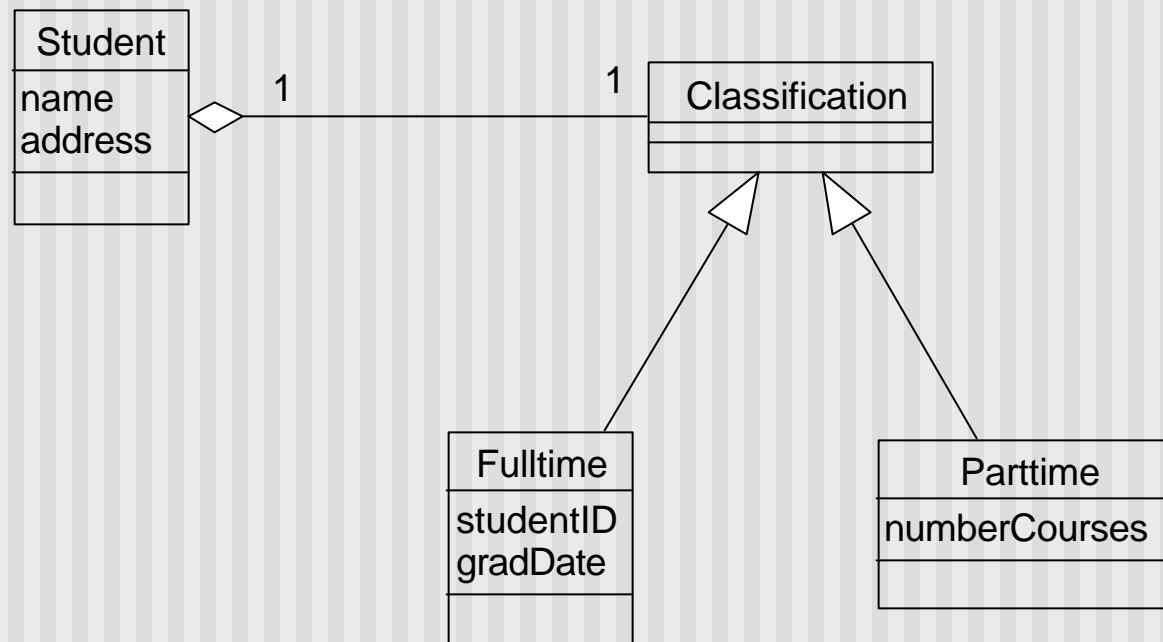 Student
name
address
1
1
Classification
Fulltime
studentID
gradDate
Parttime
numberCourses